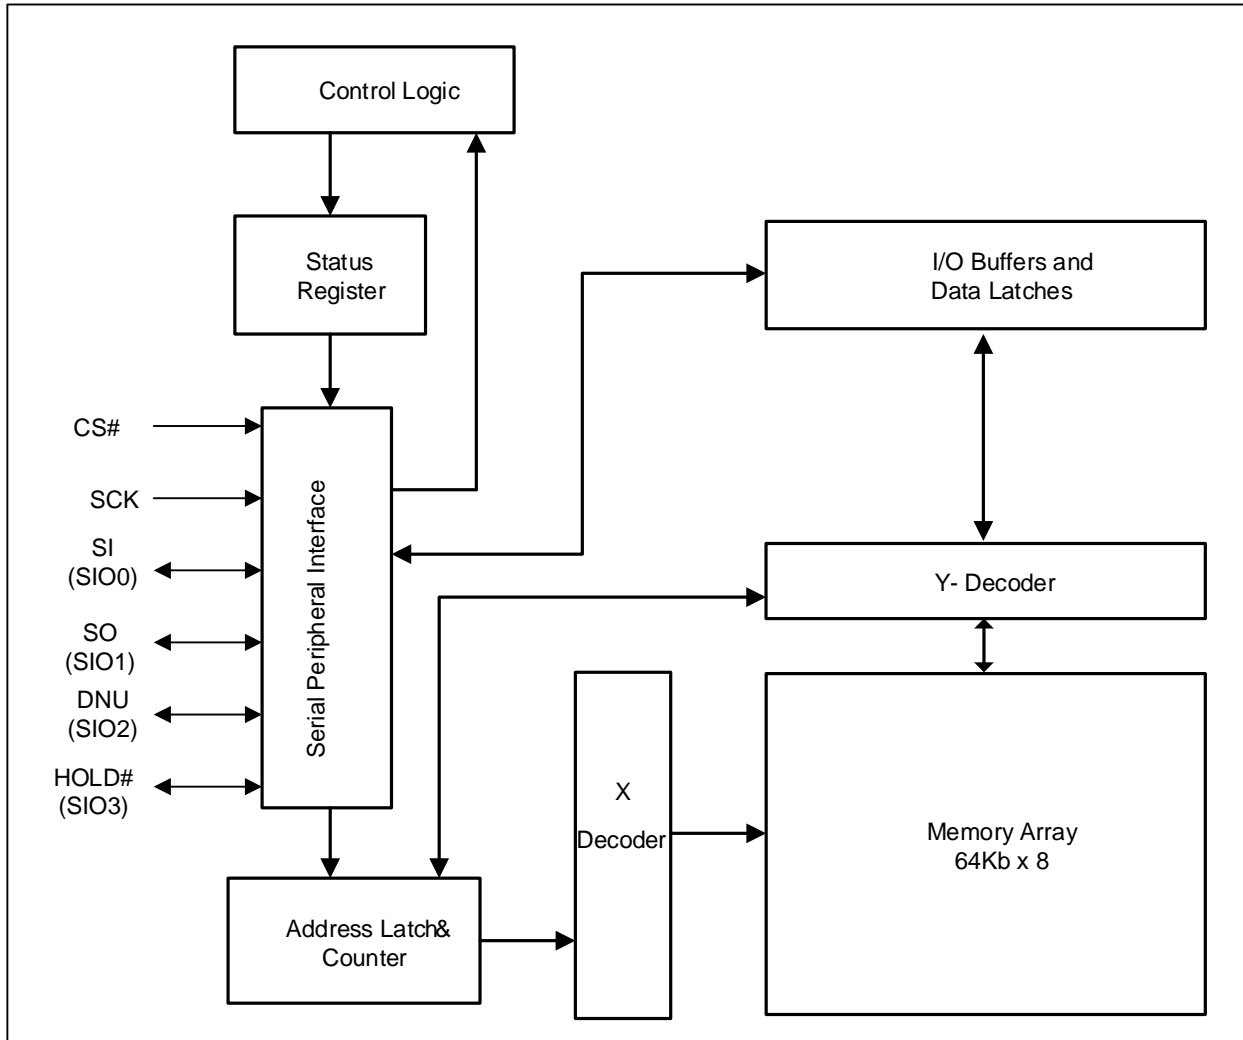 Control Logic
Status
Register
I/O Buffers and
Data Latches
CS#
SCK
SI
(SIO0)
SO
(SIO1)
DNU
(SIO2)
HOLD#
(SIO3)
Serial Peripheral Interface
Y- Decoder
X
Decoder
Memory Array
64Kb x 8
Address Latch&
Counter